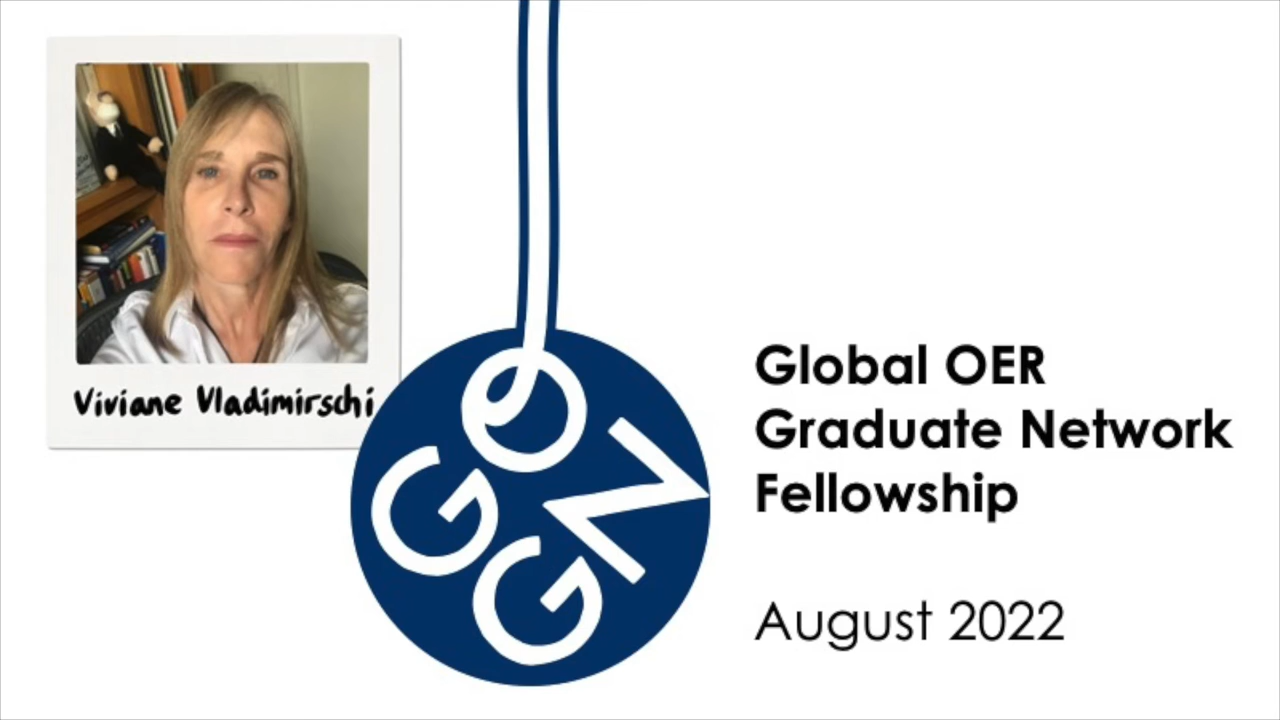 Viviane Vladimirschi
GO
GN
Global OER
Graduate Network
Fellowship
August 2022